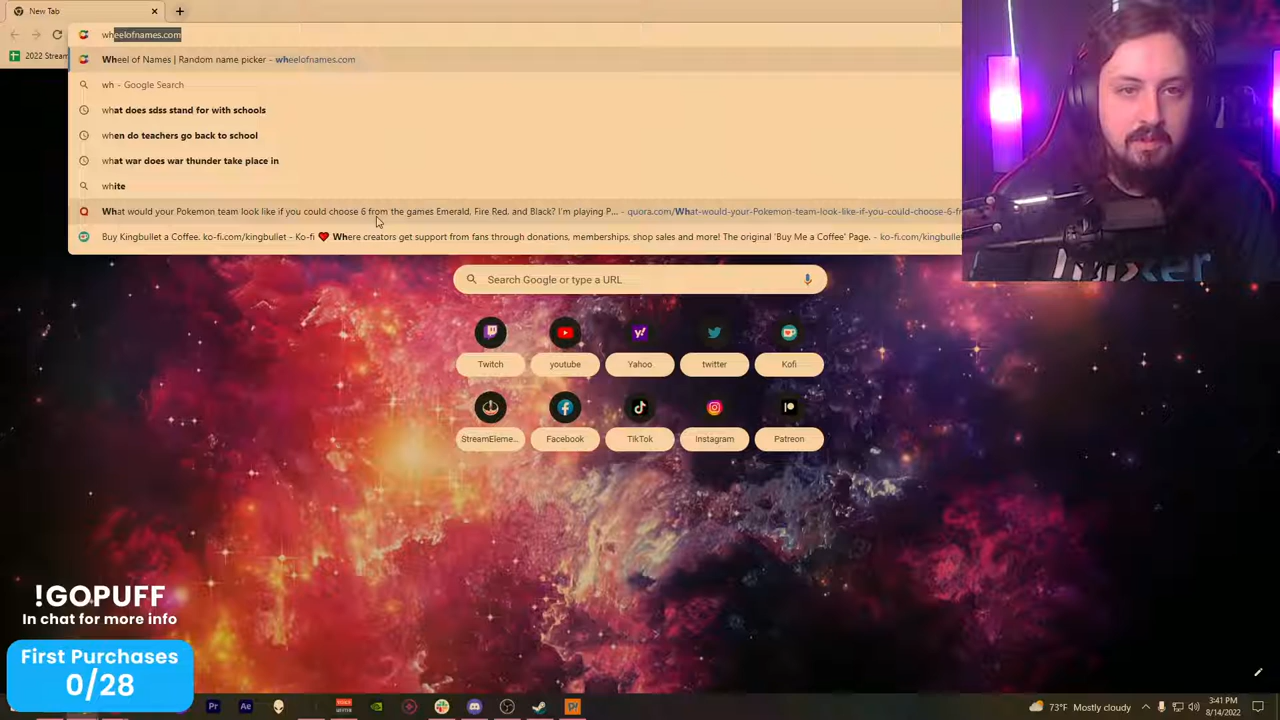 New Tab
wheelofnames.com
2022 Stream
Wheel of Names | Random name picker - wheelofnames.com
wh - Google Search
what does sdss stand for with schools
when do teachers go back to school
what war does war thunder take place in
white
What would your Pokemon team look like if you could choose 6 from the games Emerald, Fire Red, and Black? I'm playing P... - quora.com/What-would-your-Pokemon-team-look-like-if-you-could-choose-6-fr
Buy Kingbullet a Coffee. ko-fi.com/kingbullet - Ko-fi ❤ Where creators get support from fans through donations, memberships, shop sales and more! The original 'Buy Me a Coffee' Page. - ko-fi.com/kingbullet
Search Google or type a URL
Twitch youtube Yahoo twitter Kofi
StreamEleme... Facebook TikTok Instagram Patreon
!GOPUFF
In chat for more info
First Purchases
0/28
Pr Ae
73°F Mostly cloudy
3:41 PM
8/14/2022